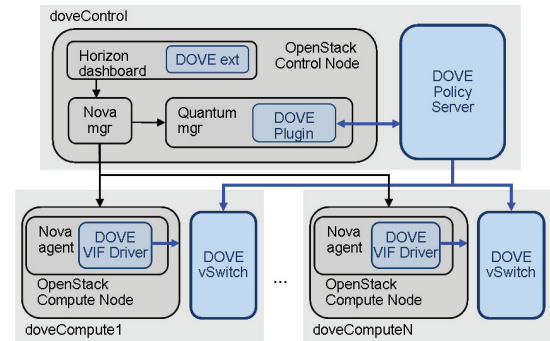 doveControl
Horizon
dashboard
DOVE ext
OpenStack
Control Node
Nova
mgr
Quantum
mgr
DOVE
Plugin
DOVE
Policy
Server
Nova
agent
DOVE
VIF Driver
OpenStack
Compute Node
doveCompute1
DOVE
vSwitch
...
Nova
agent
DOVE
VIF Driver
OpenStack
Compute Node
doveComputeN
DOVE
vSwitch